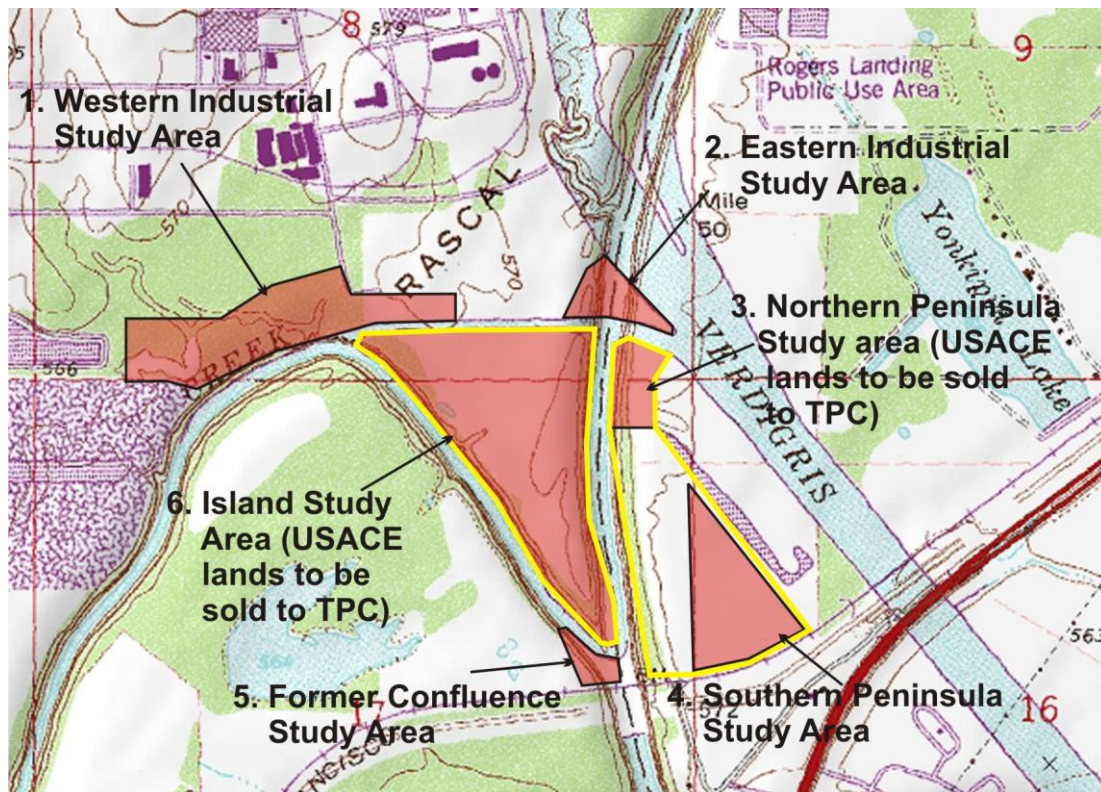 8
579
9
Rogers Landing
Public Use Area
1. Western Industrial
Study Area
2. Eastern Industrial
Study Area
Mile
50
570
RASCAL
570
3. Northern Peninsula
Study area (USACE
lands to be sold
to TPC)
CREEK
566
VERDIGRIS
Lake
6. Island Study
Area (USACE
lands to be
sold to TPC)
564
563
5. Former Confluence
Study Area
17
4. Southern Peninsula
Study Area
572
16